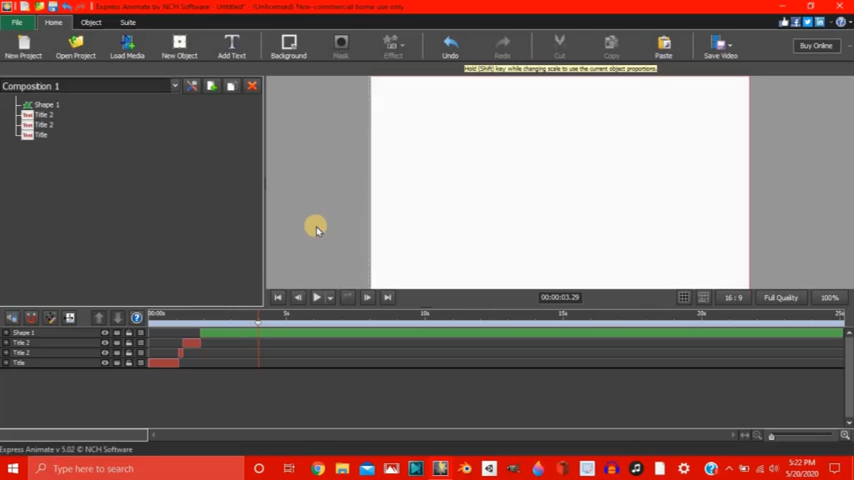 Express Animate by NCH Software - "Untitled" - (Unlicensed) Non-commercial home use only
File Home Object Suite
New Project Open Project Load Media New Object Add Text Background Mask Effect Undo Redo Cut Copy Paste Save Video Buy Online
Hold [Shift] key while changing scale to use the current object proportions.
Composition 1
Shape 1
Text Title 2
Text Title 2
Text Title
00:00:03.29 16 : 9 Full Quality 100%
00:00s 5s 10s 15s 20s 25s
Shape 1
Title 2
Title 2
Title
Express Animate v 5.02 © NCH Software
Type here to search
5:22 PM
5/20/2020